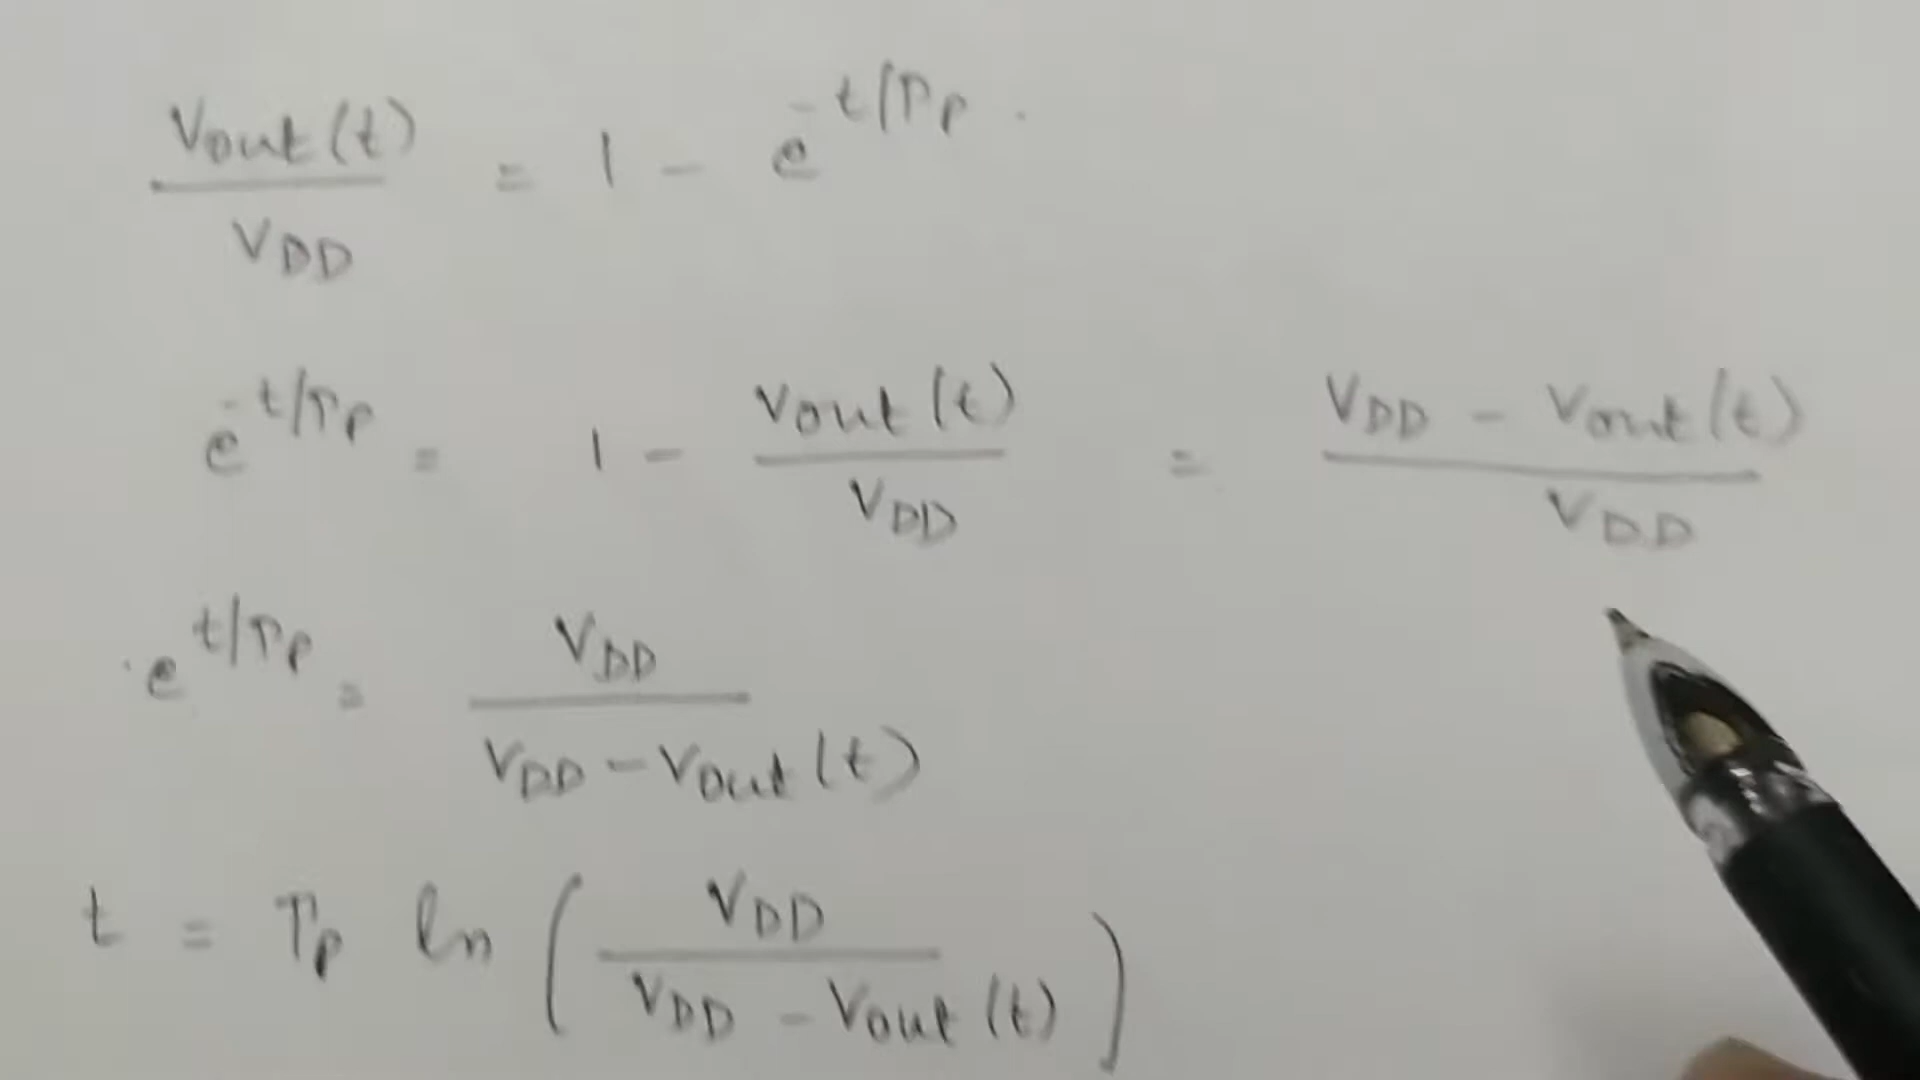 Vout(t)/VDD = 1 - e^-t/τp.
e^-t/τp = 1 - Vout(t)/VDD = VDD - Vout(t)/VDD
e^t/τp = VDD/VDD - Vout(t)
t = τp ln (VDD/VDD - Vout(t))